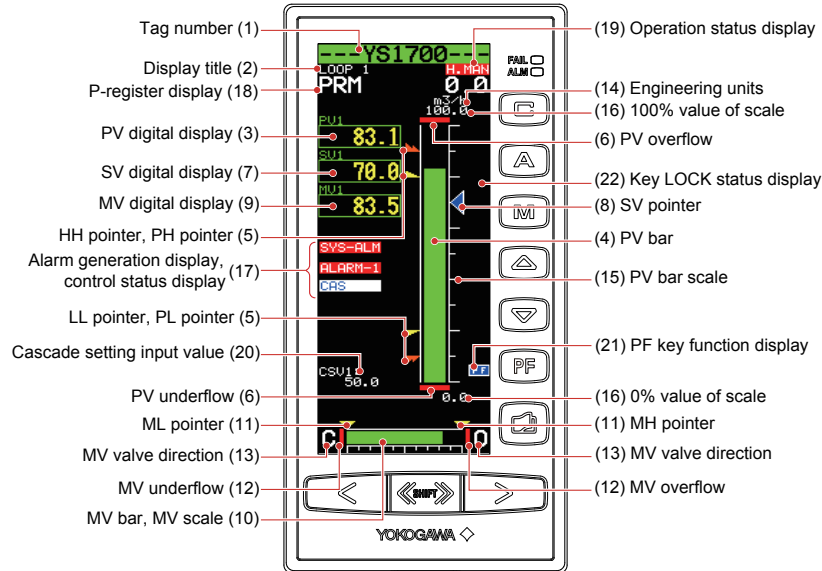 Tag number (1)
Display title (2)
P-register display (18)
PV digital display (3)
SV digital display (7)
MV digital display (9)
HH pointer, PH pointer (5)
Alarm generation display,
control status display
(17)
LL pointer, PL pointer (5)
Cascade setting input value (20)
PV underflow (6)
ML pointer (11)
MV valve direction (13)
MV underflow (12)
MV bar, MV scale (10)
---YS1700---
LOOP 1
H.MAN
PRM
0 0
m3/h
100.0
PV1
83.1
SV1
70.0
MV1
83.5
SYS-ALM
ALARM-1
CAS
CSV1:
50.0
PF
0.0
C
O
FAIL
ALM
C
A
M
PF
SHIFT
YOKOGAWA
(19) Operation status display
(14) Engineering units
(16) 100% value of scale
(6) PV overflow
(22) Key LOCK status display
(8) SV pointer
(4) PV bar
(15) PV bar scale
(21) PF key function display
(16) 0% value of scale
(11) MH pointer
(13) MV valve direction
(12) MV overflow